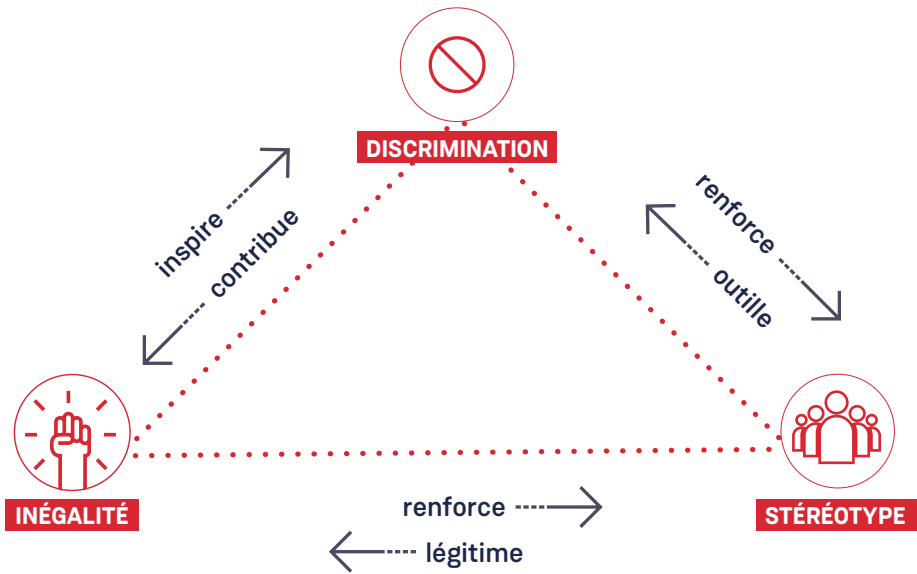 DISCRIMINATION
inspire
contribue
renforce
outille
INÉGALITÉ
STÉRÉOTYPE
renforce
légitime